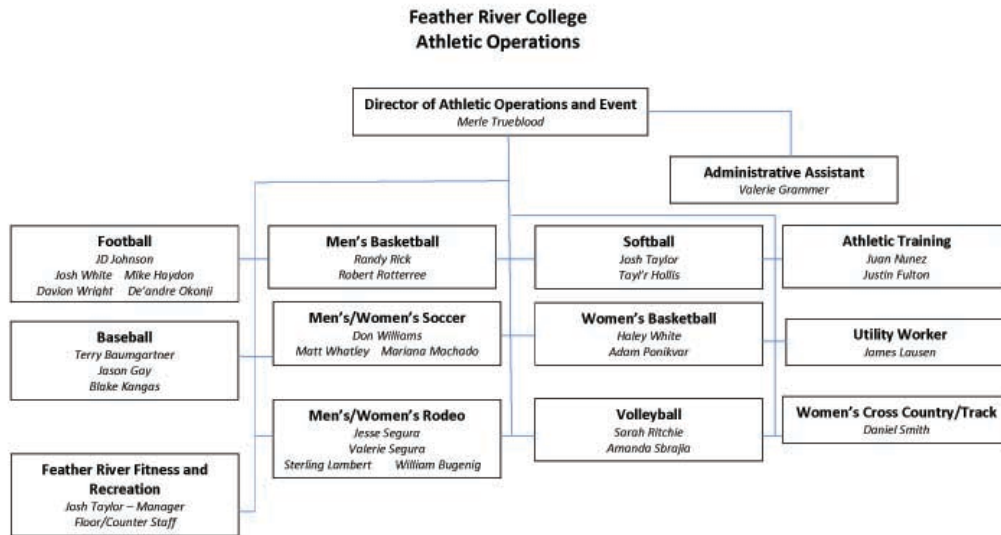 Feather River College
Athletic Operations
Director of Athletic Operations and Event
Merle Trueblood
Administrative Assistant
Valerie Grammer
Football
JD Johnson
Josh White Mike Haydon
Davion Wright De'andre Okonji
Men's Basketball
Randy Rick
Robert Ratterree
Softball
Josh Taylor
Tayl'r Hollis
Athletic Training
Juan Nunez
Justin Fulton
Baseball
Terry Baumgartner
Jason Gay
Blake Kangas
Men's/Women's Soccer
Don Williams
Matt Whatley Mariana Machado
Women's Basketball
Haley White
Adam Ponikvar
Utility Worker
James Lausen
Men's/Women's Rodeo
Jesse Segura
Valerie Segura
Sterling Lambert William Bugenig
Volleyball
Sarah Ritchie
Amanda Sbrajia
Women's Cross Country/Track
Daniel Smith
Feather River Fitness and
Recreation
Josh Taylor – Manager
Floor/Counter Staff